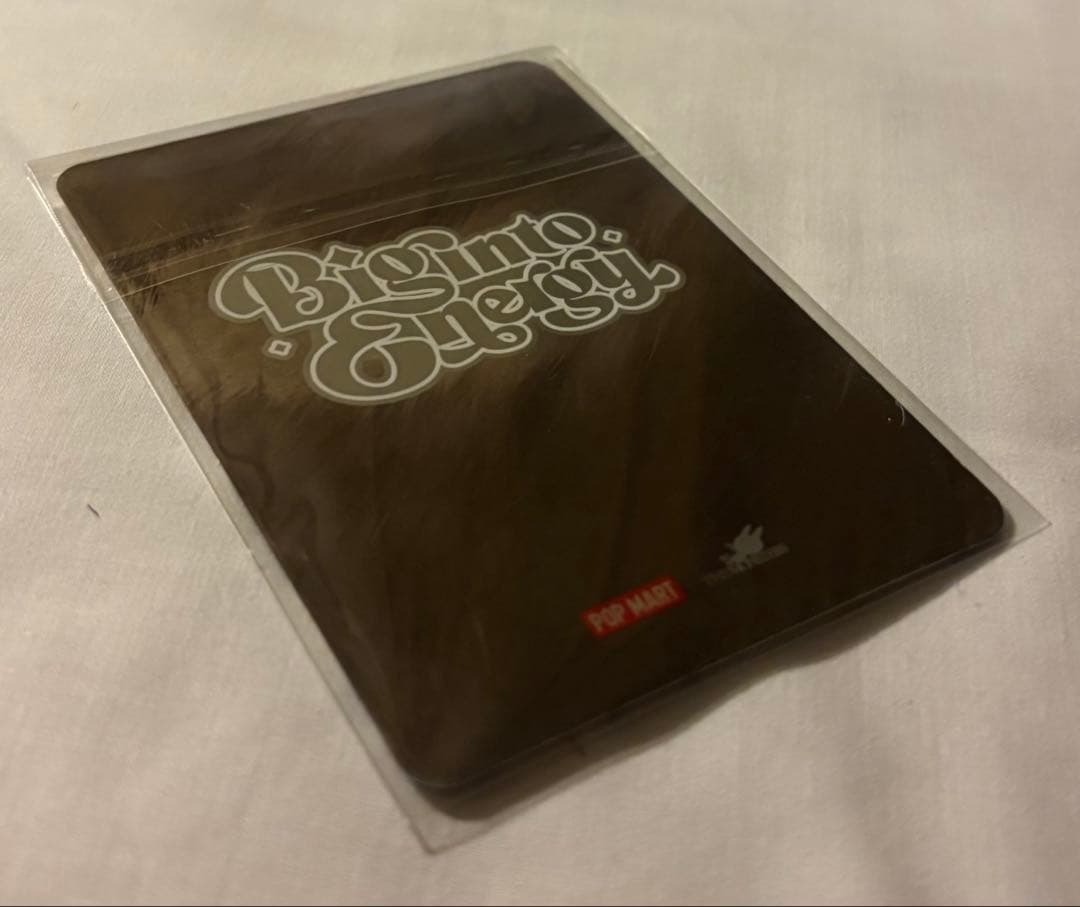 Big into
Energy
POP MART